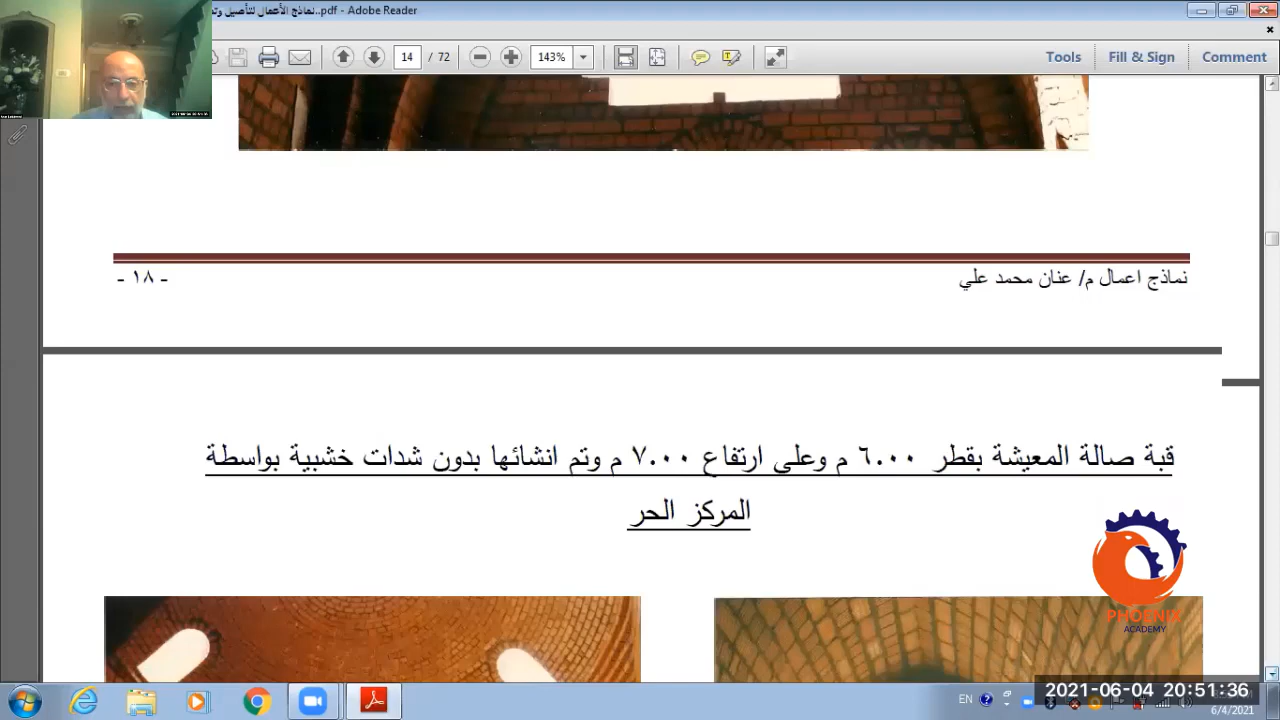 نماذج الأعمال لتأصيل وتم..pdf - Adobe Reader
14 / 72
143%
Tools
Fill & Sign
Comment
نماذج اعمال م/ عنان محمد علي
- ١٨ -
قبة صالة المعيشة بقطر ٦.٠٠ م وعلى ارتفاع ٧.٠٠ م وتم انشائها بدون شدات خشبية بواسطة
المركز الحر
PHOENIX
ACADEMY
EN
2021-06-04 20:51:36
6/4/2021